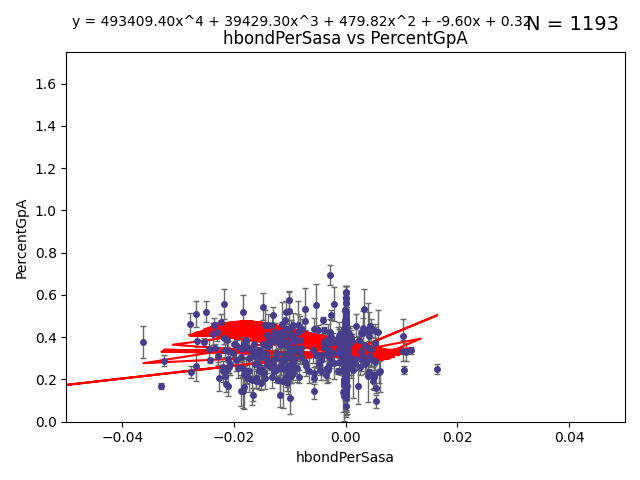 y = 493409.40x^4 + 39429.30x^3 + 479.82x^2 + -9.60x + 0.32
N = 1193
hbondPerSasa vs PercentGpA
PercentGpA
1.6
1.4
1.2
1.0
0.8
0.6
0.4
0.2
0.0
−0.04 −0.02 0.00 0.02 0.04
hbondPerSasa